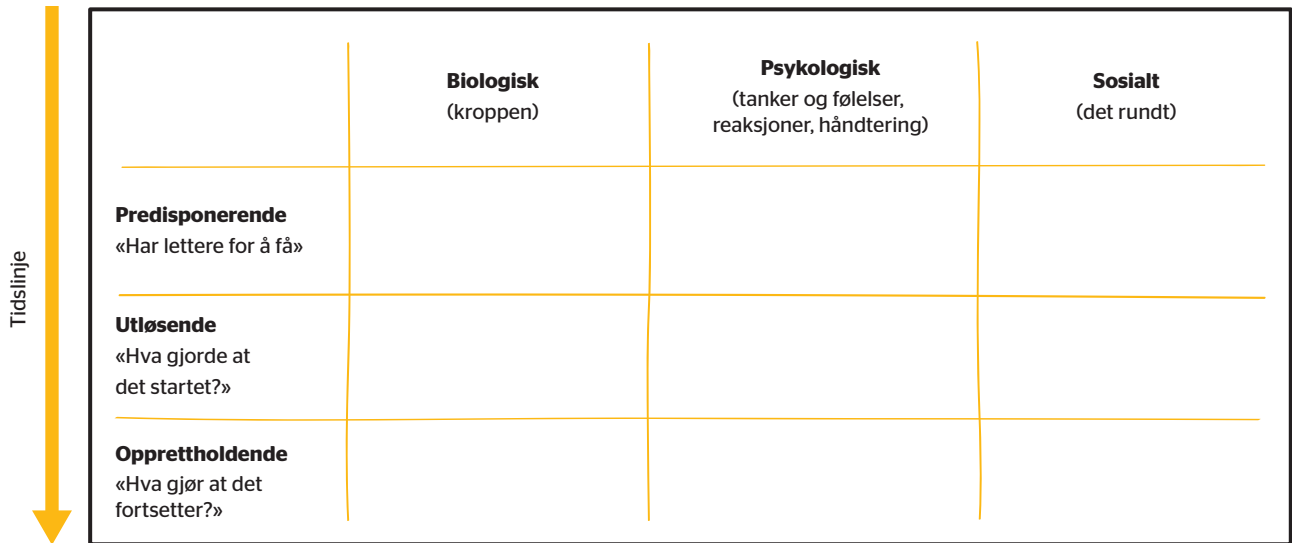 Tidslinje
Biologisk
(kroppen)
Psykologisk
(tanker og følelser,
reaksjoner, håndtering)
Sosialt
(det rundt)
Predisponerende
«Har lettere for å få»
Utløsende
«Hva gjorde at
det startet?»
Opprettholdende
«Hva gjør at det
fortsetter?»